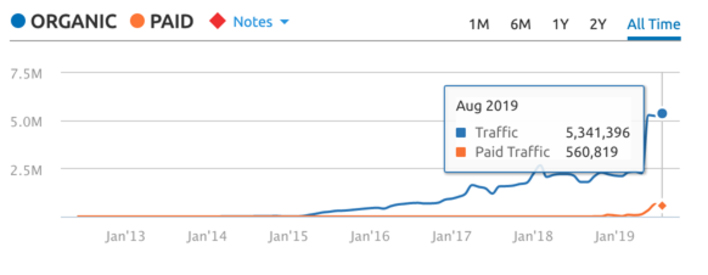 ORGANIC PAID Notes 1M 6M 1Y 2Y All Time
7.5M
Aug 2019
5.0M
Traffic 5,341,396
Paid Traffic 560,819
2.5M
Jan'13 Jan'14 Jan'15 Jan'16 Jan'17 Jan'18 Jan'19